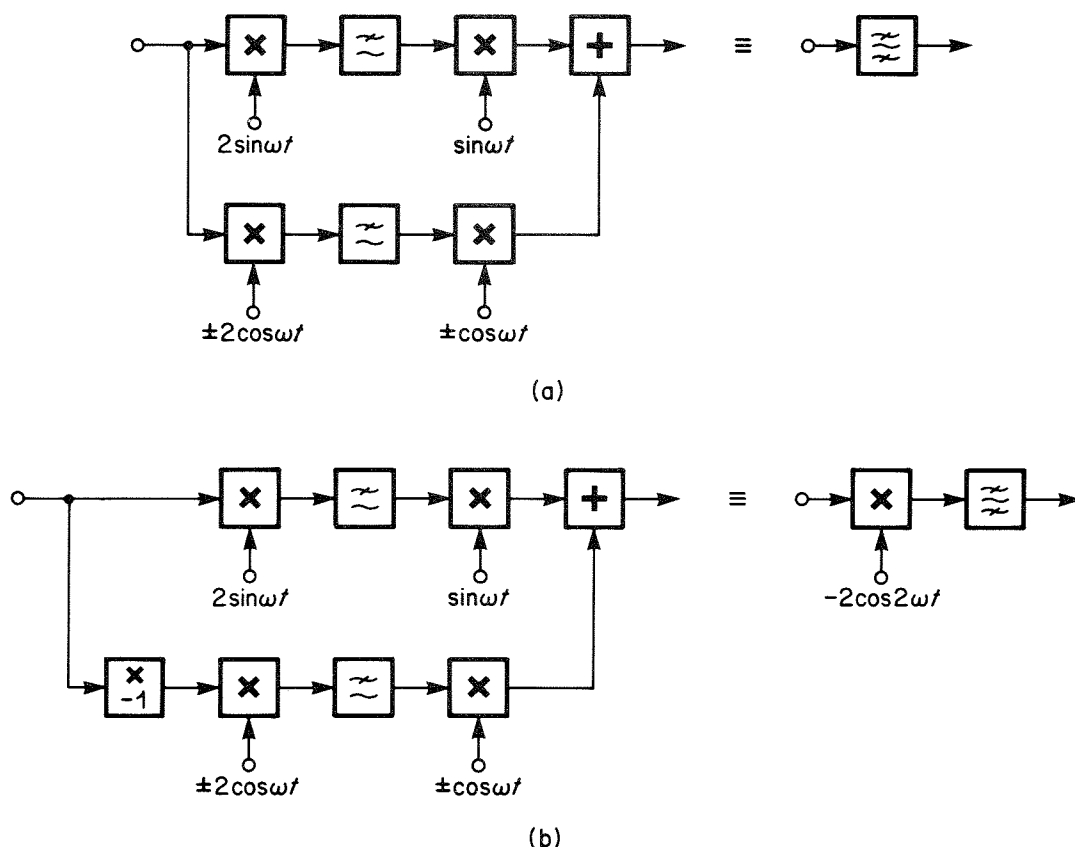 × × + ≡
2sinωt sinωt
× ×
±2cosωt ±cosωt
(a)
× × + ≡ ×
2sinωt sinωt -2cos2ωt
×
-1 × ×
±2cosωt ±cosωt
(b)